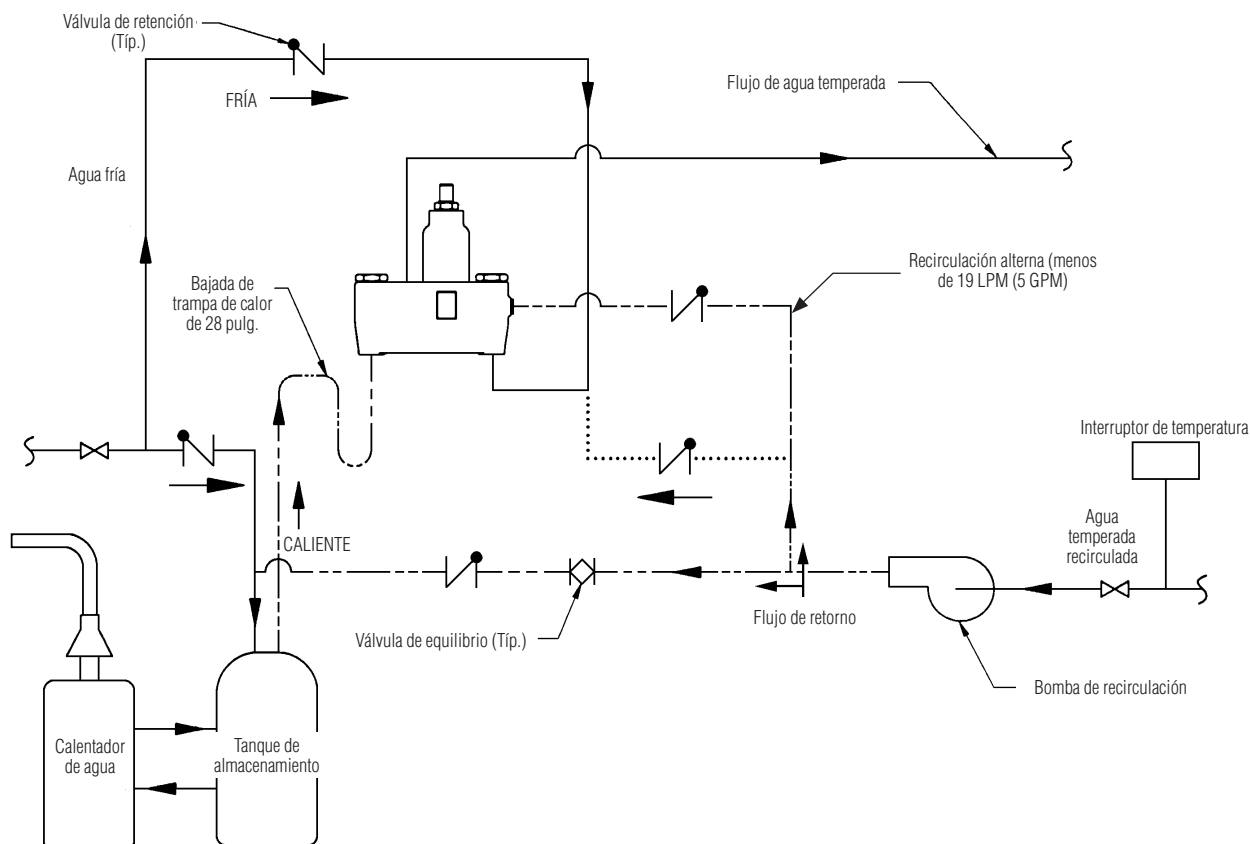 Válvula de retención
(Típ.)
FRÍA
Flujo de agua temperada
Agua fría
Bajada de
trampa de calor
de 28 pulg.
Recirculación alterna (menos
de 19 LPM (5 GPM)
Interruptor de temperatura
Agua
temperada
recirculada
CALIENTE
Flujo de retorno
Válvula de equilibrio (Típ.)
Bomba de recirculación
Calentador
de agua
Tanque de
almacenamiento